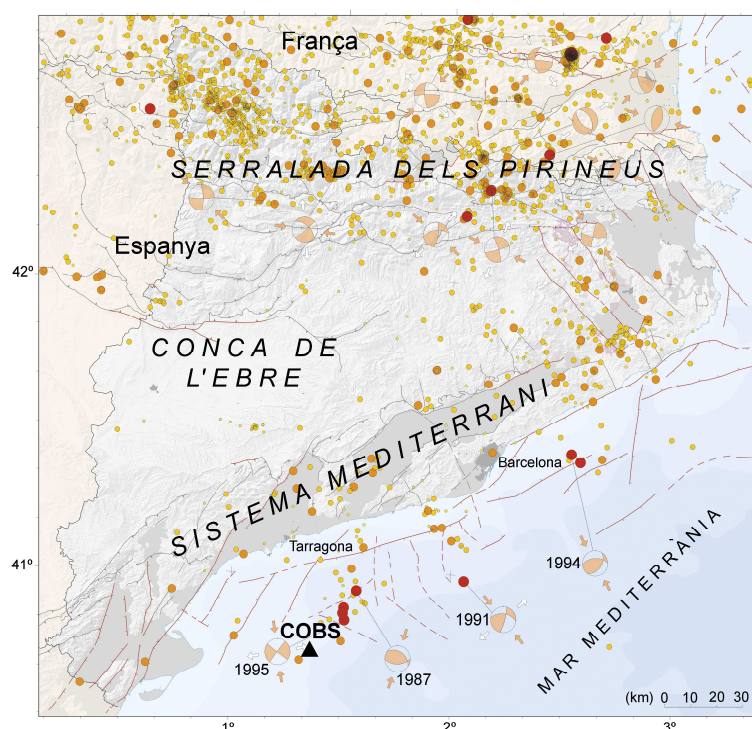 França
SERRALADA DELS PIRINEUS
Espanya
42º
CONCA DE
L'EBRE
SISTEMA MEDITERRANI
Barcelona
Tarragona
41º
1994
MAR MEDITERRÀNIA
1991
COBS
1995
1987
(km) 0 10 20 30
1º 2º 3º